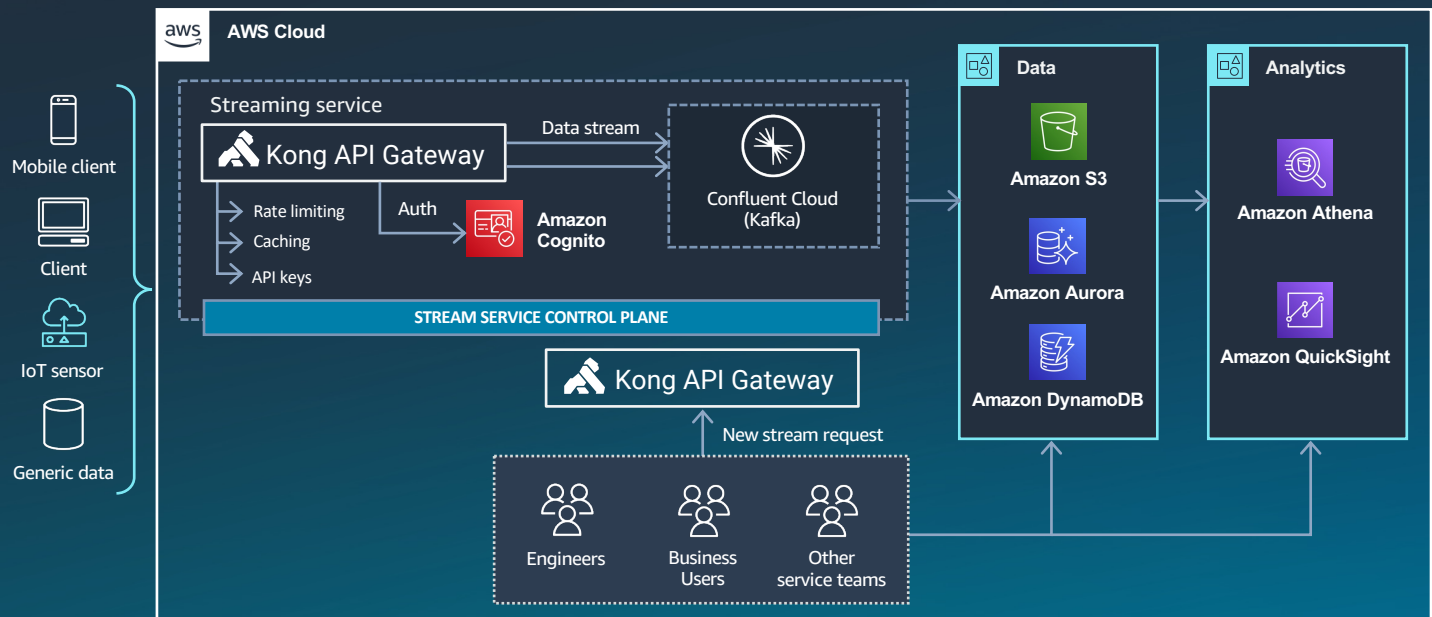 aws
AWS Cloud
Mobile client
Client
IoT sensor
Generic data
Streaming service
Kong API Gateway
Data stream
Rate limiting
Caching
API keys
Auth
Amazon
Cognito
Confluent Cloud
(Kafka)
STREAM SERVICE CONTROL PLANE
Kong API Gateway
New stream request
Engineers
Business
Users
Other
service teams
Data
Amazon S3
Amazon Aurora
Amazon DynamoDB
Analytics
Amazon Athena
Amazon QuickSight